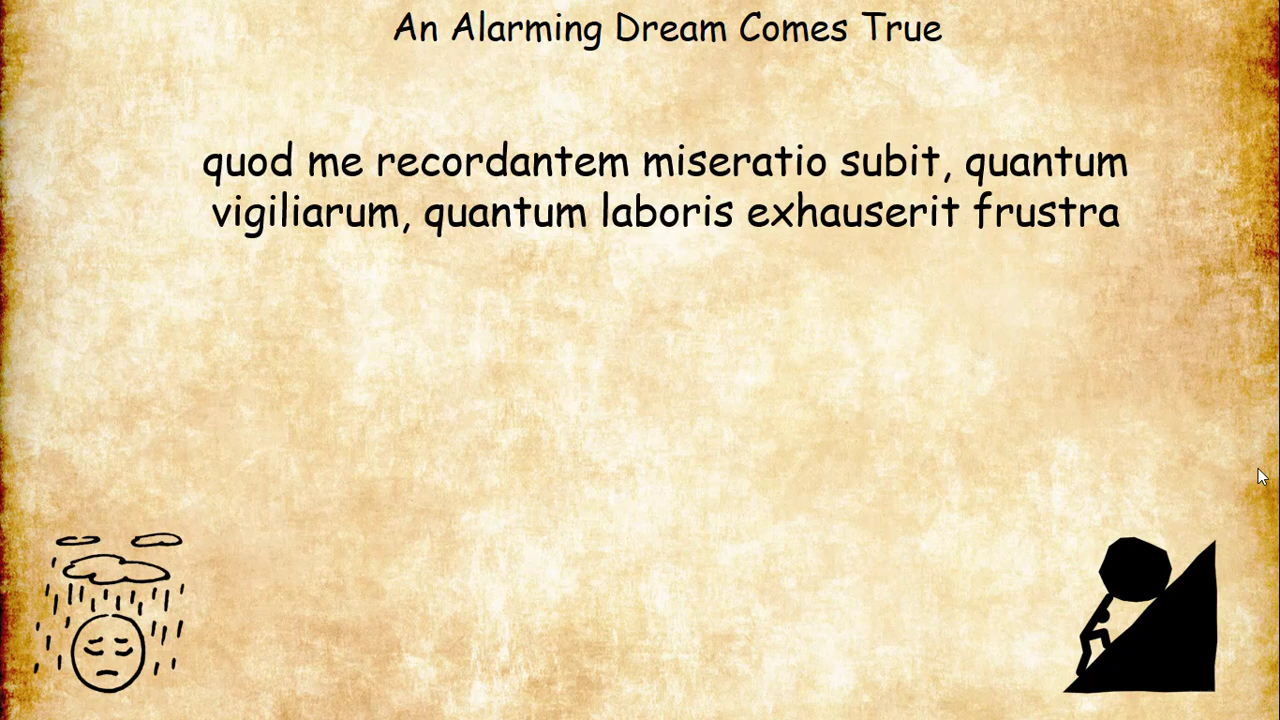 An Alarming Dream Comes True
quod me recordantem miseratio subit, quantum
vigiliarum, quantum laboris exhauserit frustra